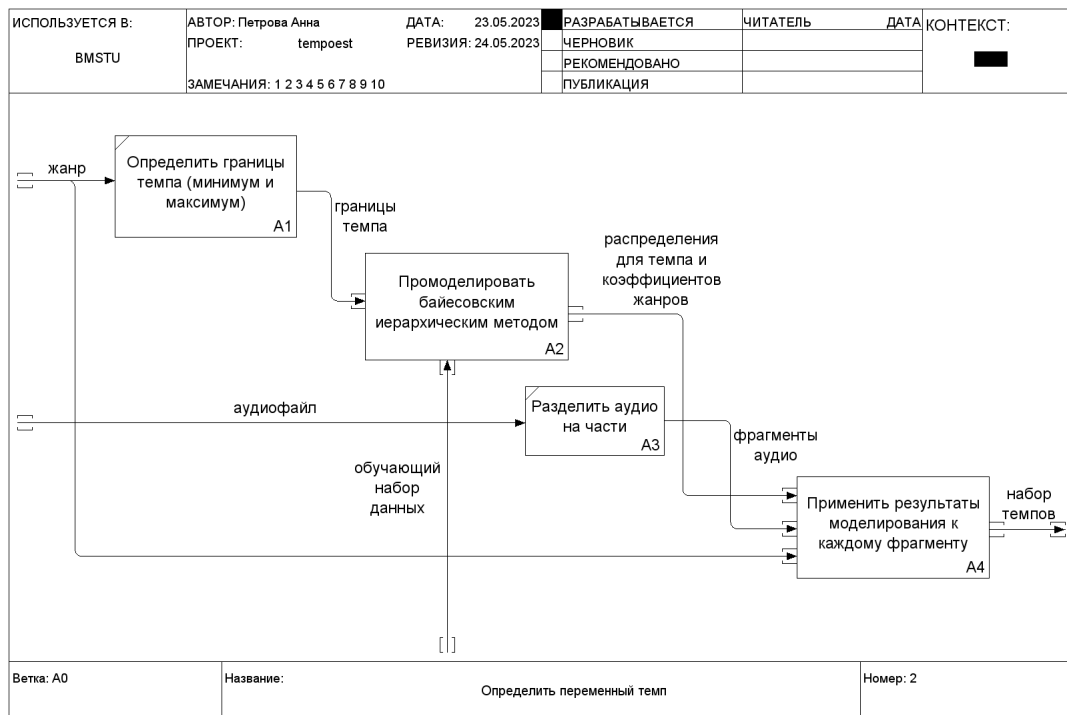 ИСПОЛЬЗУЕТСЯ В:
BMSTU
АВТОР: Петрова Анна
ДАТА: 23.05.2023
ПРОЕКТ: tempoest
РЕВИЗИЯ: 24.05.2023
ЗАМЕЧАНИЯ: 1 2 3 4 5 6 7 8 9 10
РАЗРАБАТЫВАЕТСЯ
ЧЕРНОВИК
РЕКОМЕНДОВАНО
ПУБЛИКАЦИЯ
ЧИТАТЕЛЬ
ДАТА
КОНТЕКСТ:
жанр
Определить границы
темпа (минимум и
максимум)
A1
границы
темпа
Промоделировать
байесовским
иерархическим методом
A2
распределения
для темпа и
коэффициентов
жанров
аудиофайл
Разделить аудио
на части
A3
фрагменты
аудио
обучающий
набор
данных
Применить результаты
моделирования к
каждому фрагменту
A4
набор
темпов
Ветка: A0
Название:
Определить переменный темп
Номер: 2